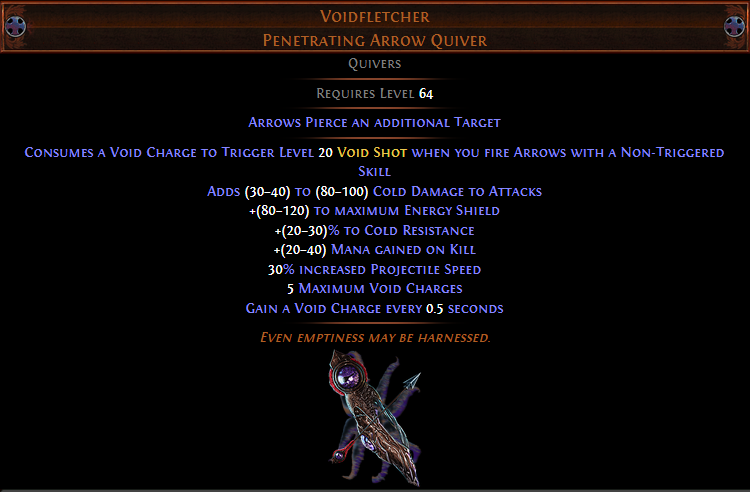 Voidfletcher
Penetrating Arrow Quiver
Quivers
Requires Level 64
Arrows Pierce an additional Target
Consumes a Void Charge to Trigger Level 20 Void Shot when you fire Arrows with a Non-Triggered
Skill
Adds (30–40) to (80–100) Cold Damage to Attacks
+(80–120) to maximum Energy Shield
+(20–30)% to Cold Resistance
+(20–40) Mana gained on Kill
30% increased Projectile Speed
5 Maximum Void Charges
Gain a Void Charge every 0.5 seconds
Even emptiness may be harnessed.